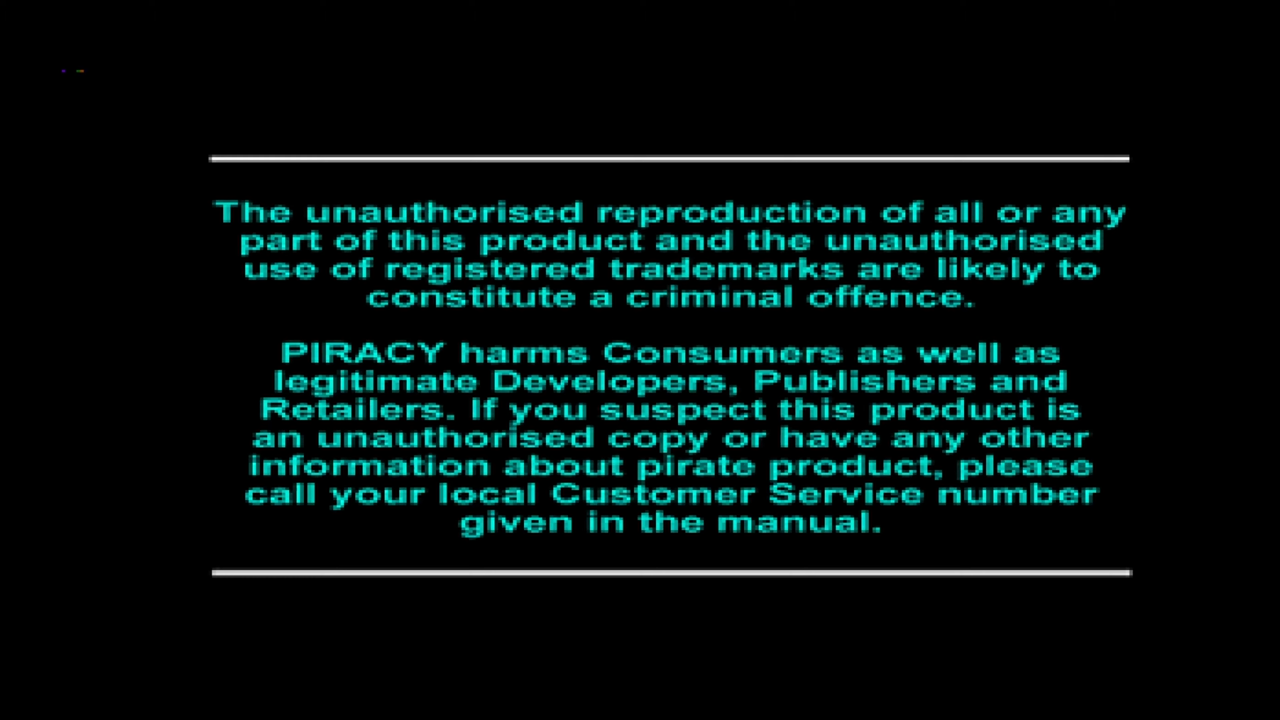 The unauthorised reproduction of all or any
part of this product and the unauthorised
use of registered trademarks are likely to
constitute a criminal offence.
PIRACY harms Consumers as well as
legitimate Developers, Publishers and
Retailers. If you suspect this product is
an unauthorised copy or have any other
information about pirate product, please
call your local Customer Service number
given in the manual.